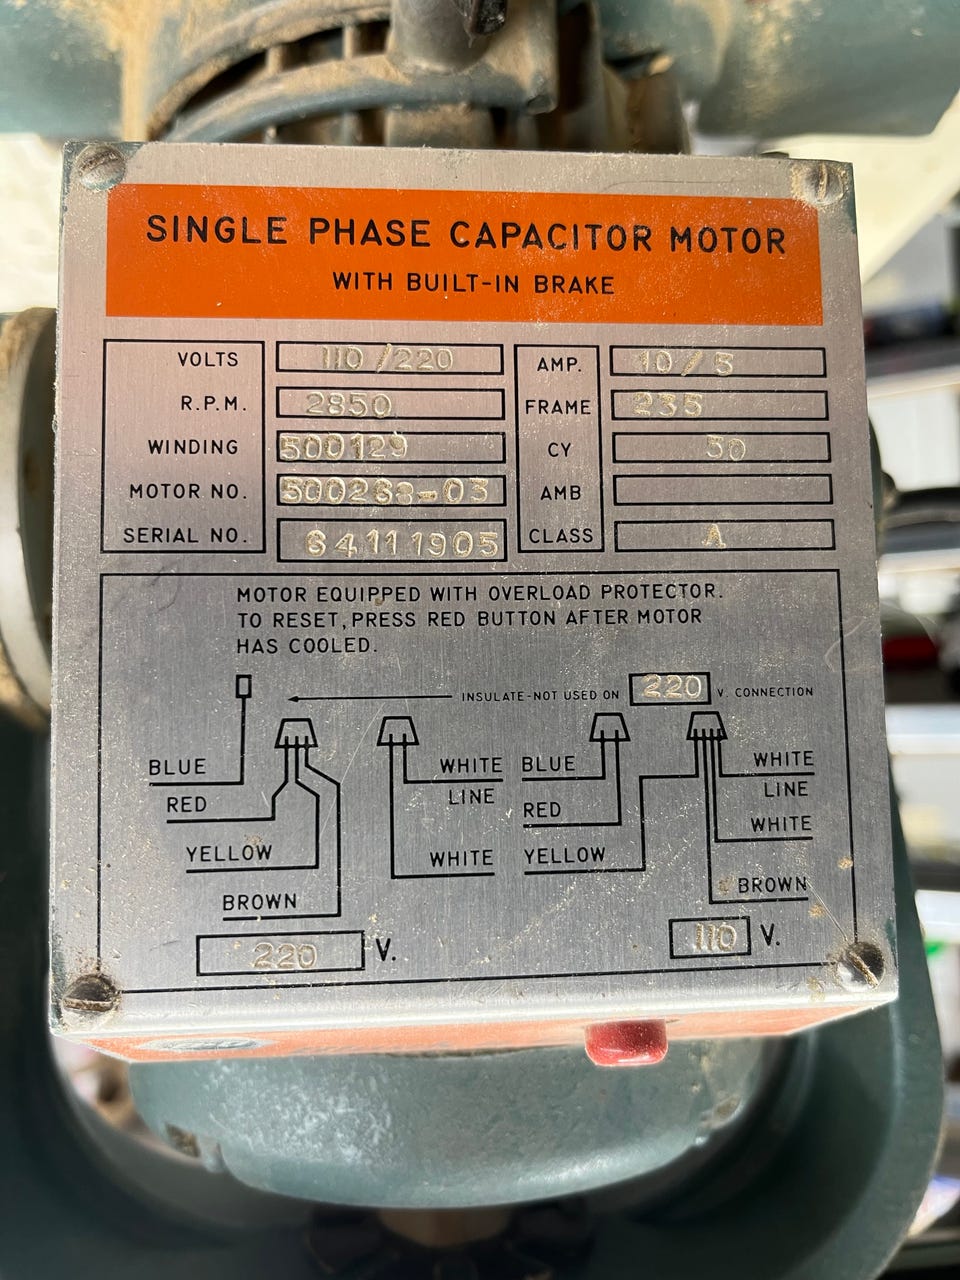 SINGLE PHASE CAPACITOR MOTOR
WITH BUILT-IN BRAKE
VOLTS 110/220 AMP. 10/5
R.P.M. 2850 FRAME 235
WINDING 500129 CY 50
MOTOR NO. AMB
SERIAL NO. CLASS A
MOTOR EQUIPPED WITH OVERLOAD PROTECTOR.
TO RESET, PRESS RED BUTTON AFTER MOTOR
HAS COOLED.
INSULATE-NOT USED ON 220 V. CONNECTION
BLUE WHITE BLUE WHITE
LINE LINE
RED RED WHITE
YELLOW WHITE YELLOW
BROWN BROWN
220 V. 110 V.